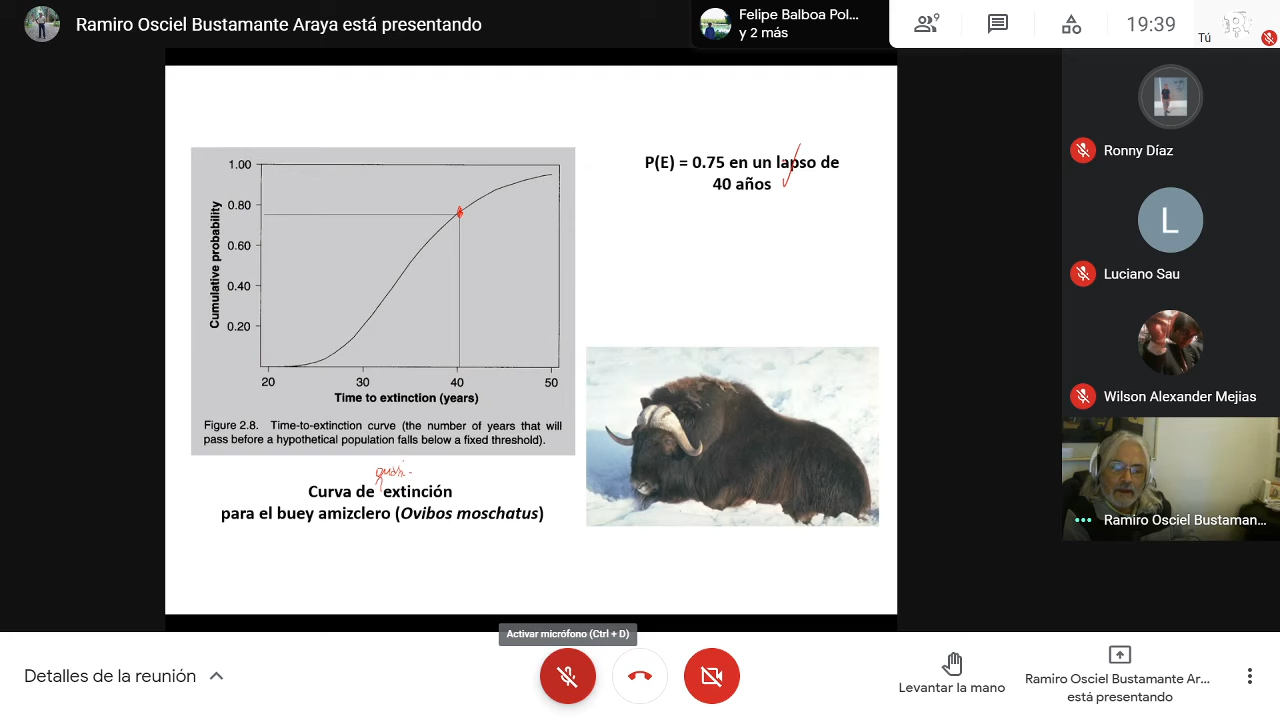 Ramiro Osciel Bustamante Araya está presentando
Felipe Balboa Pol...
y 2 más
9
19:39
Tú
P(E) = 0.75 en un lapso de
40 años
1.00
0.80
0.60
0.40
0.20
Cumulative probability
20 30 40 50
Time to extinction (years)
Figure 2.8. Time-to-extinction curve (the number of years that will
pass before a hypothetical population falls below a fixed threshold).
quasi-
Curva de extinción
para el buey amizclero (Ovibos moschatus)
Ronny Díaz
L
Luciano Sau
Wilson Alexander Mejias
Ramiro Osciel Bustaman...
Activar micrófono (Ctrl + D)
Detalles de la reunión
Levantar la mano
Ramiro Osciel Bustamante Ar...
está presentando